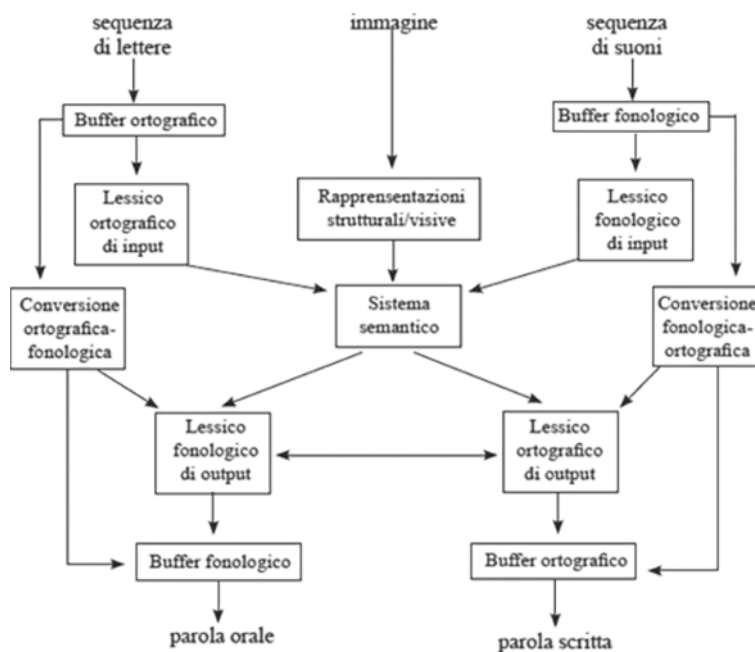 sequenza
di lettere
immagine
sequenza
di suoni
Buffer ortografico
Buffer fonologico
Lessico
ortografico
di input
Rapprensentazioni
strutturali/visive
Lessico
fonologico
di input
Conversione
ortografica-
fonologica
Sistema
semantico
Conversione
fonologica-
ortografica
Lessico
fonologico
di output
Lessico
ortografico
di output
Buffer fonologico
Buffer ortografico
parola orale
parola scritta